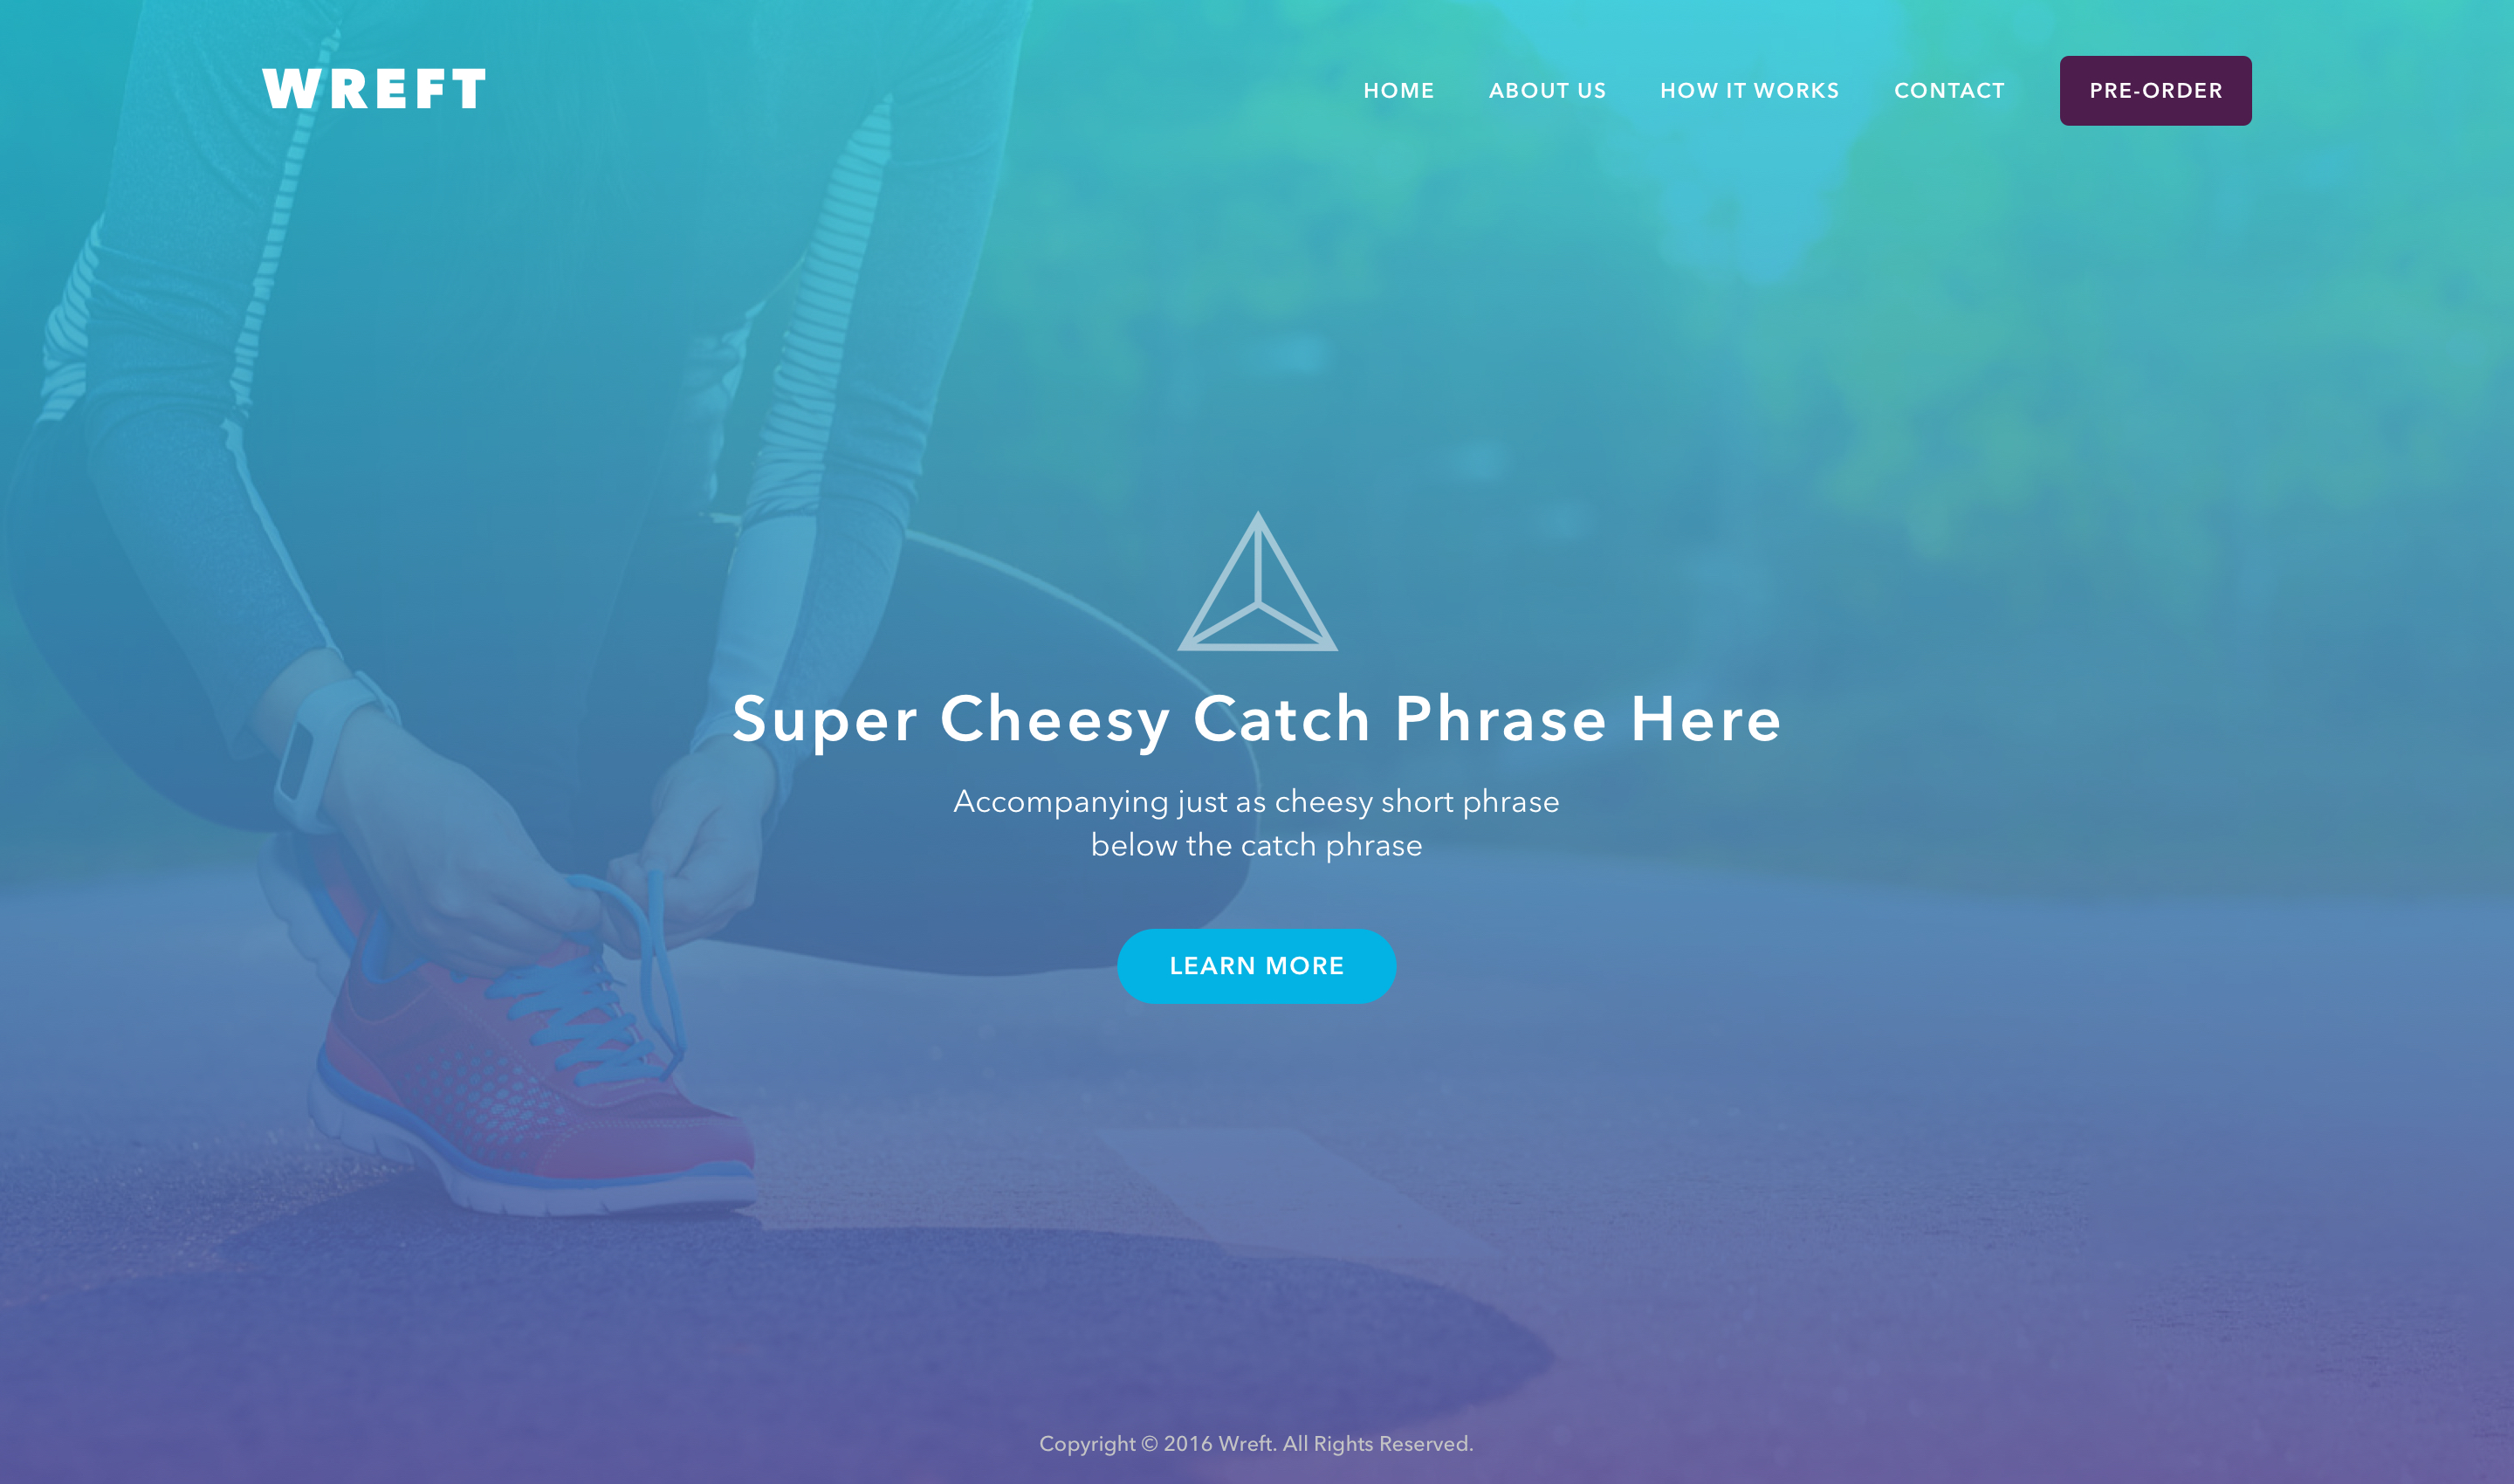 WREFT
HOME
ABOUT US
HOW IT WORKS
CONTACT
PRE-ORDER
Super Cheesy Catch Phrase Here
Accompanying just as cheesy short phrase
below the catch phrase
LEARN MORE
Copyright © 2016 Wreft. All Rights Reserved.